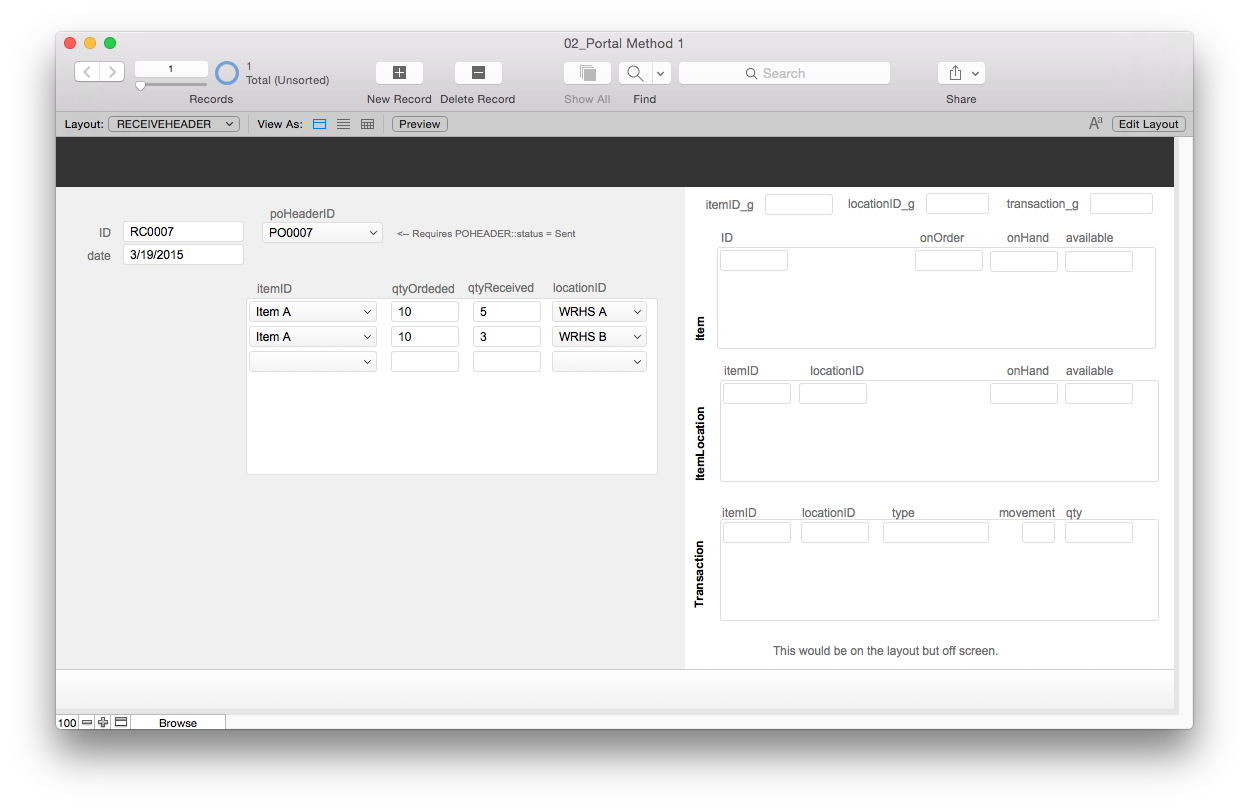 02_Portal Method 1
1
1
Total (Unsorted)
Records
New Record
Delete Record
Show All
Find
Search
Share
Layout: RECEIVEHEADER View As: Preview Aa Edit Layout
itemID_g locationID_g transaction_g
poHeaderID
ID RC0007 PO0007 <-- Requires POHEADER::status = Sent
date 3/19/2015
itemID qtyOrdeded qtyReceived locationID
Item A 10 5 WRHS A
Item A 10 3 WRHS B
ID onOrder onHand available
Item
itemID locationID onHand available
ItemLocation
itemID locationID type movement qty
Transaction
This would be on the layout but off screen.
100 Browse